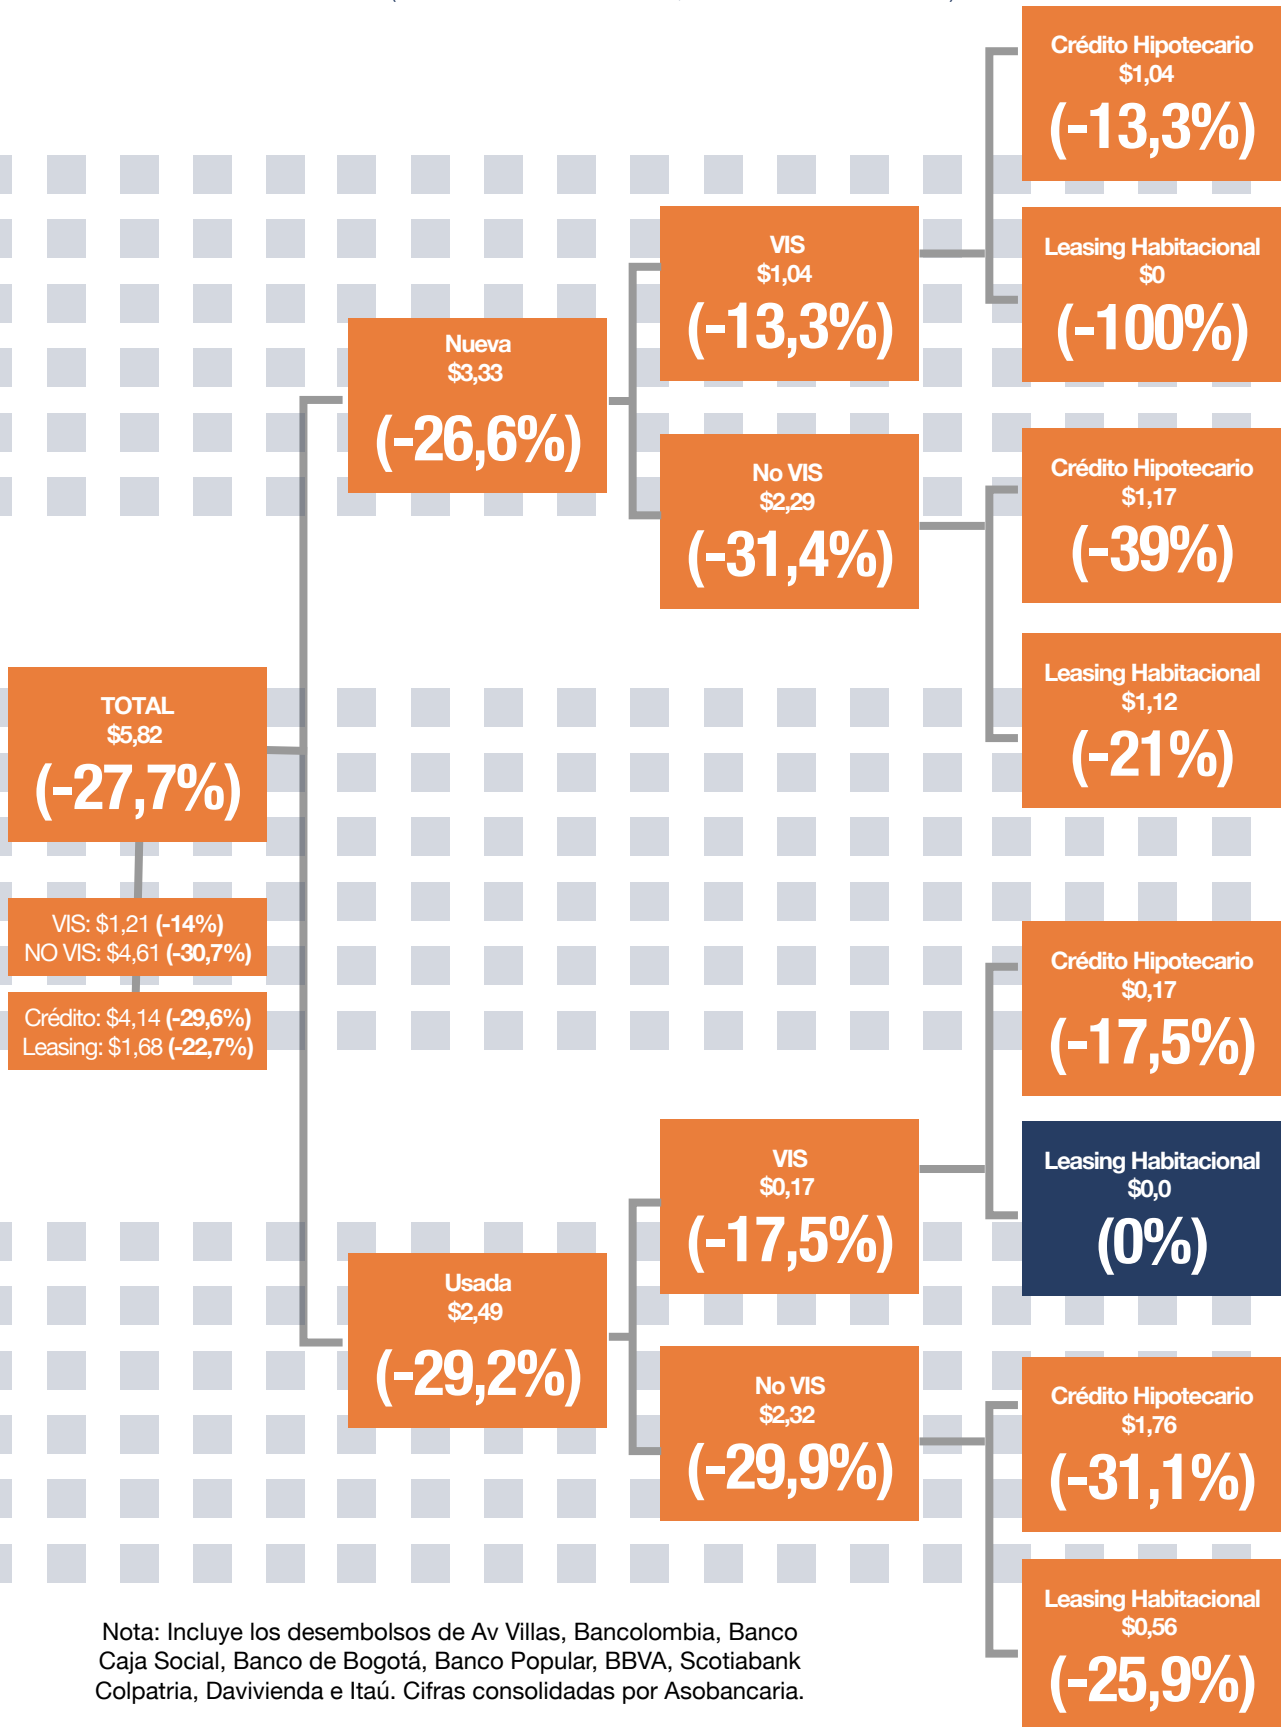 Crédito Hipotecario
$1,04
(-13,3%)
Leasing Habitacional
$0
(-100%)
VIS
$1,04
(-13,3%)
Nueva
$3,33
(-26,6%)
No VIS
$2,29
(-31,4%)
Crédito Hipotecario
$1,17
(-39%)
Leasing Habitacional
$1,12
(-21%)
TOTAL
$5,82
(-27,7%)
VIS: $1,21 (-14%)
NO VIS: $4,61 (-30,7%)
Crédito: $4,14 (-29,6%)
Leasing: $1,68 (-22,7%)
Crédito Hipotecario
$0,17
(-17,5%)
Leasing Habitacional
$0,0
(0%)
VIS
$0,17
(-17,5%)
Usada
$2,49
(-29,2%)
No VIS
$2,32
(-29,9%)
Crédito Hipotecario
$1,76
(-31,1%)
Leasing Habitacional
$0,56
(-25,9%)
Nota: Incluye los desembolsos de Av Villas, Bancolombia, Banco
Caja Social, Banco de Bogotá, Banco Popular, BBVA, Scotiabank
Colpatria, Davivienda e Itaú. Cifras consolidadas por Asobancaria.